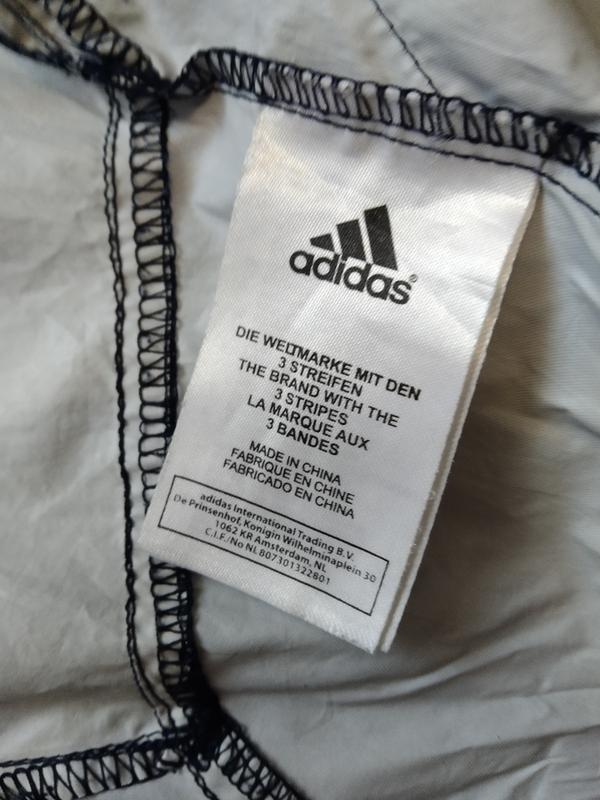 adidas®
DIE WELTMARKE MIT DEN
3 STREIFEN
THE BRAND WITH THE
3 STRIPES
LA MARQUE AUX
3 BANDES
MADE IN CHINA
FABRIQUE EN CHINE
FABRICADO EN CHINA
adidas International Trading B.V.
De Prinsenhof, Konigin Wilhelminaplein 30
1062 KR Amsterdam, NL
C.I.F./No NL807301322B01